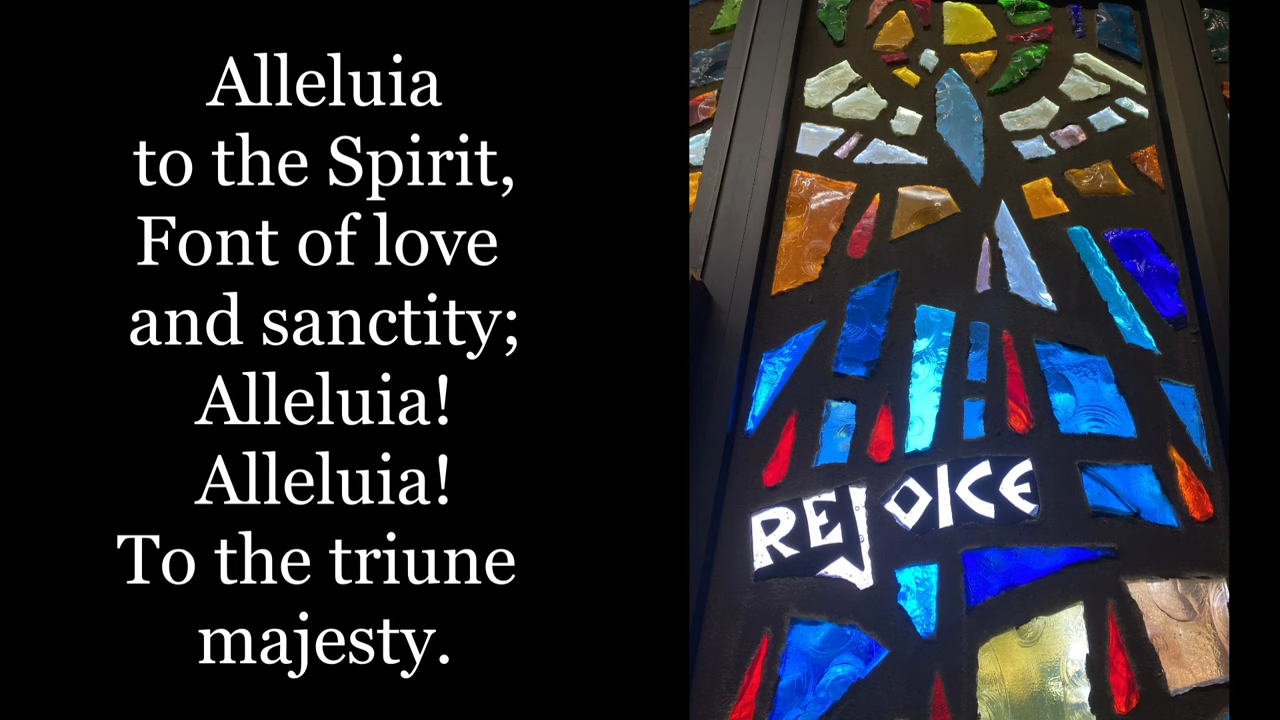 Alleluia
to the Spirit,
Font of love
and sanctity;
Alleluia!
Alleluia!
To the triune
majesty.
REJOICE